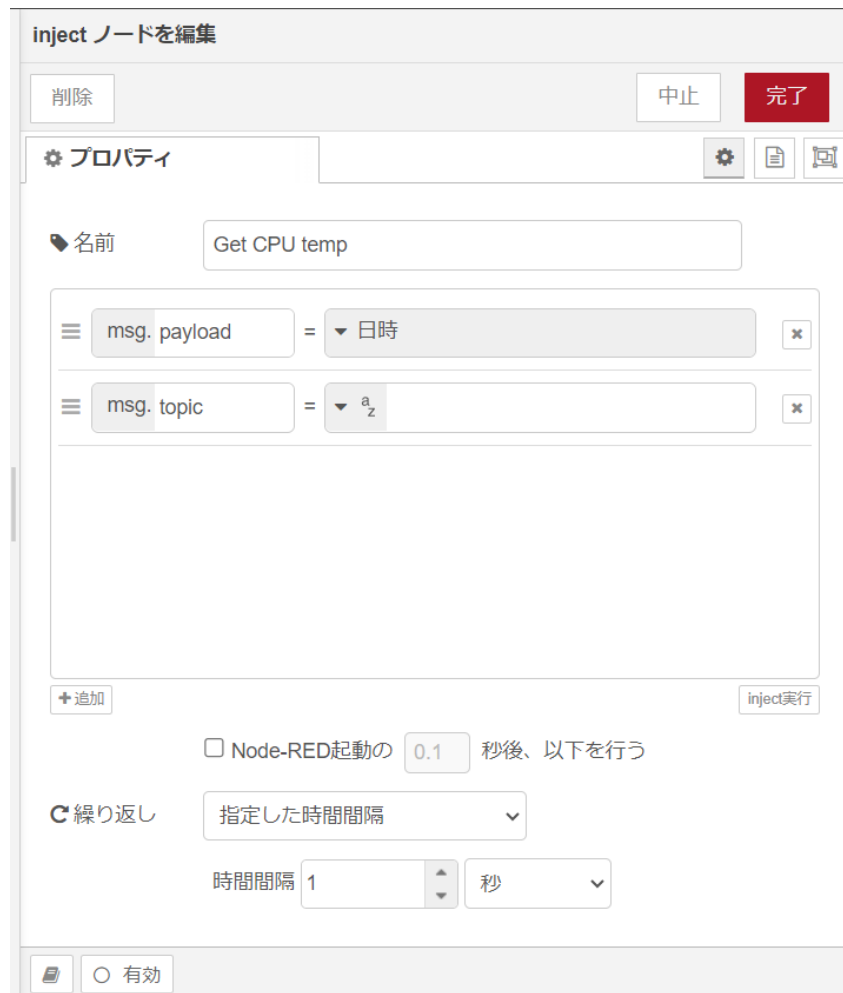 inject ノードを編集
削除 中止 完了
プロパティ
名前 Get CPU temp
msg. payload = 日時
msg. topic = az
追加 inject実行
Node-RED起動の 0.1 秒後、以下を行う
繰り返し 指定した時間間隔
時間間隔 1 秒
有効